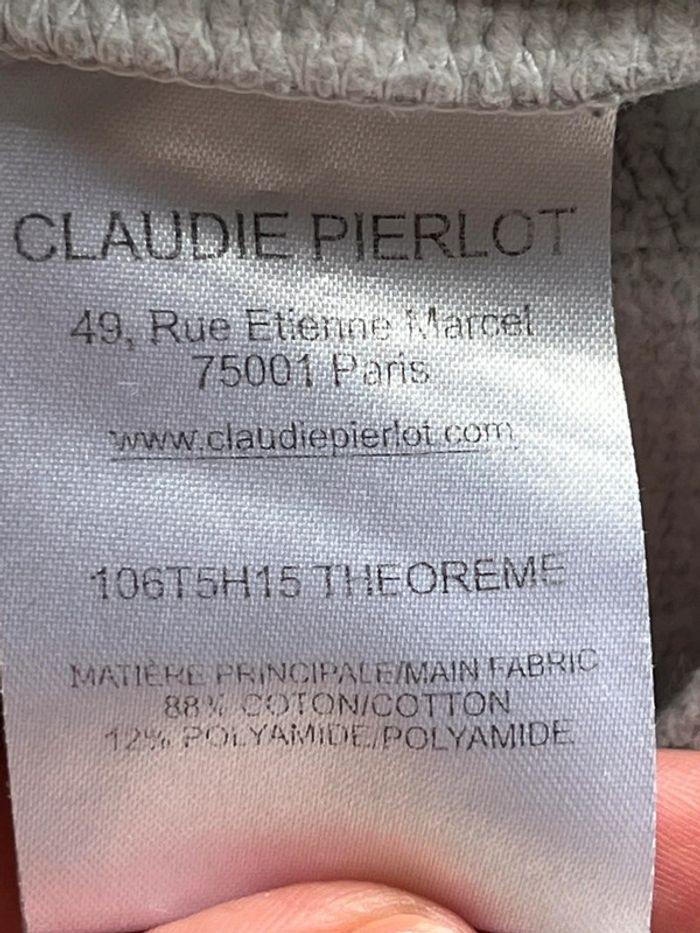 CLAUDIE PIERLOT
49, Rue Etienne Marcel
75001 Paris
www.claudiepierlot.com
106T5H15 THEOREME
MATIÈRE PRINCIPALE/MAIN FABRIC
88% COTON/COTTON
12% POLYAMIDE/POLYAMIDE